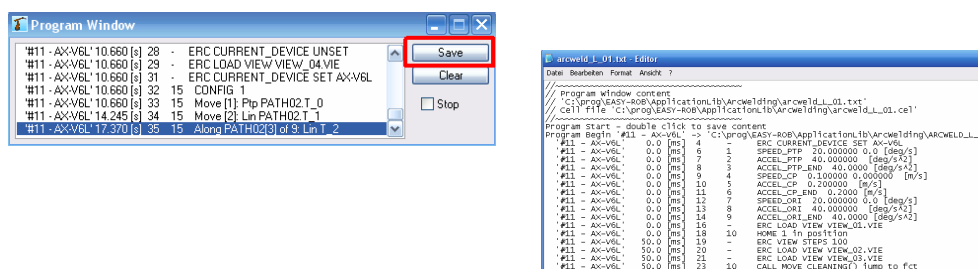 Program Window
'#11 - AX-V6L' 10.660 [s] 28 - ERC CURRENT_DEVICE UNSET
'#11 - AX-V6L' 10.660 [s] 29 - ERC LOAD VIEW VIEW_04.VIE
'#11 - AX-V6L' 10.660 [s] 31 - ERC CURRENT_DEVICE SET AX-V6L
'#11 - AX-V6L' 10.660 [s] 32 15 CONFIG 1
'#11 - AX-V6L' 10.660 [s] 33 15 Move [1]: Ptp PATH02.T_0
'#11 - AX-V6L' 14.245 [s] 34 15 Move [2]: Lin PATH02.T_1
'#11 - AX-V6L' 17.370 [s] 35 15 Along PATH02[3] of 9: Lin T_2
Save
Clear
Stop
arcweld_L_01.txt - Editor
Datei Bearbeiten Format Ansicht ?
// Program Window content
// 'C:\prog\EASY-ROB\ApplicationLib\ArcWelding\arcweld_L_01.txt'
// Cell file 'C:\prog\EASY-ROB\ApplicationLib\ArcWelding\arcweld_L_01.cel'
Program Start - double click to save content
Program Begin '#11 - AX-V6L' -> 'C:\prog\EASY-ROB\ApplicationLib\ArcWelding\ARCWELD_L_
'#11 - AX-V6L' 0.0 [ms] 4 - ERC CURRENT_DEVICE SET AX-V6L
'#11 - AX-V6L' 0.0 [ms] 6 1 SPEED_PTP 20.000000 0.0 [deg/s]
'#11 - AX-V6L' 0.0 [ms] 7 2 ACCEL_PTP 40.000000 [deg/s^2]
'#11 - AX-V6L' 0.0 [ms] 8 3 ACCEL_PTP_END 40.0000 [deg/s^2]
'#11 - AX-V6L' 0.0 [ms] 9 4 SPEED_CP 0.100000 0.000000 [m/s]
'#11 - AX-V6L' 0.0 [ms] 10 5 ACCEL_CP 0.200000 [m/s]
'#11 - AX-V6L' 0.0 [ms] 11 6 ACCEL_CP_END 0.2000 [m/s]
'#11 - AX-V6L' 0.0 [ms] 12 7 SPEED_ORI 20.000000 0.0 [deg/s]
'#11 - AX-V6L' 0.0 [ms] 13 8 ACCEL_ORI 40.000000 [deg/s^2]
'#11 - AX-V6L' 0.0 [ms] 14 9 ACCEL_ORI_END 40.0000 [deg/s^2]
'#11 - AX-V6L' 0.0 [ms] 16 - ERC LOAD VIEW VIEW_01.VIE
'#11 - AX-V6L' 0.0 [ms] 18 10 HOME 1 in position
'#11 - AX-V6L' 50.0 [ms] 19 - ERC VIEW STEPS 100
'#11 - AX-V6L' 50.0 [ms] 20 - ERC LOAD VIEW VIEW_02.VIE
'#11 - AX-V6L' 50.0 [ms] 21 - ERC LOAD VIEW VIEW_03.VIE
'#11 - AX-V6L' 50.0 [ms] 23 10 CALL MOVE_CLEANING() jump to fct